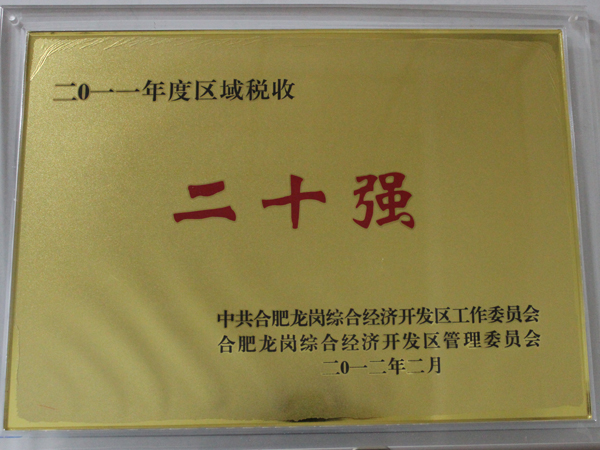 二0一一年度区域税收
二十强
中共合肥龙岗综合经济开发区工作委员会
合肥龙岗综合经济开发区管理委员会
二0一二年二月